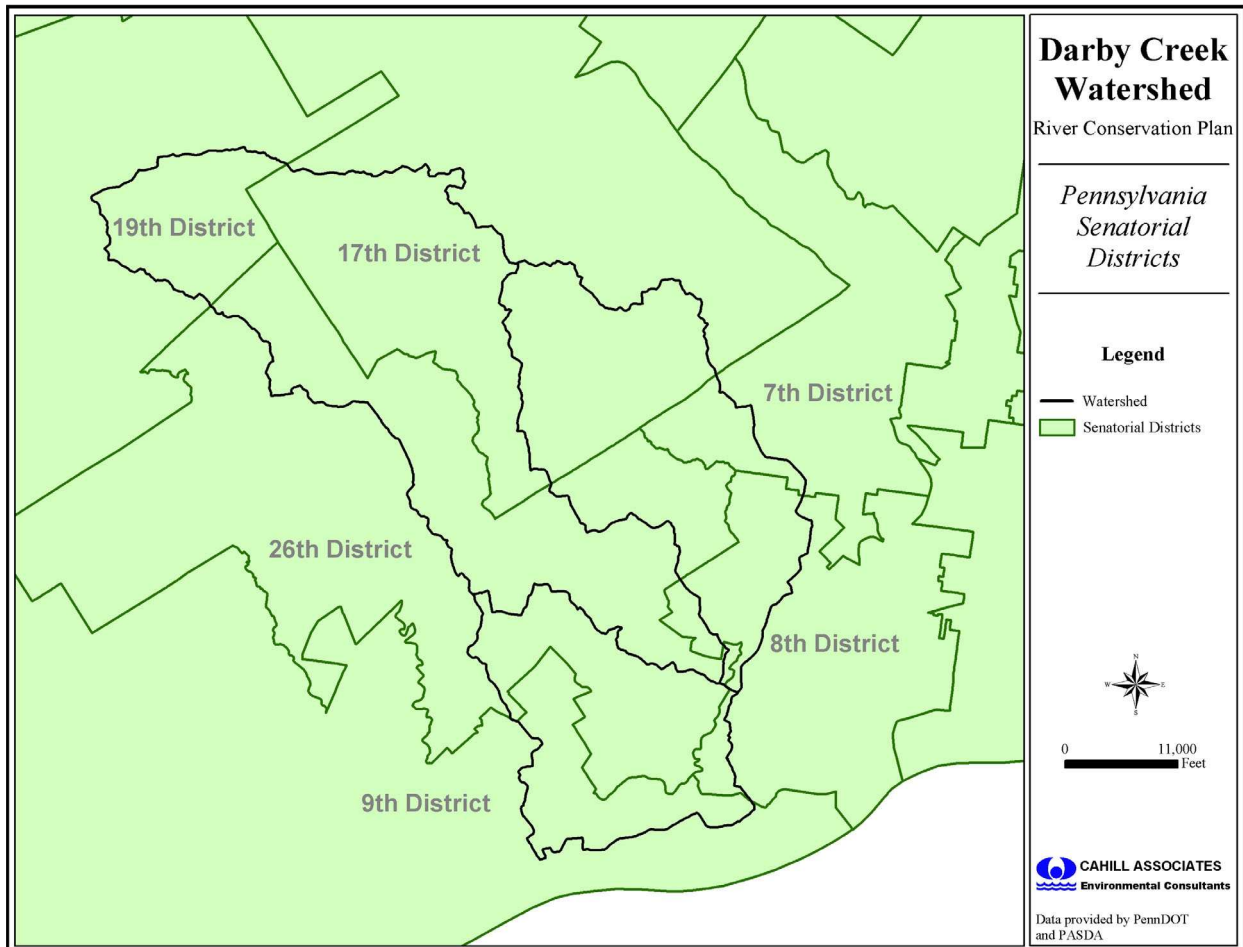 Darby Creek
Watershed
River Conservation Plan
Pennsylvania
Senatorial
Districts
Legend
Watershed
Senatorial Districts
19th District
17th District
7th District
26th District
8th District
9th District
N
W E
S
0 11,000
Feet
CAHILL ASSOCIATES
Environmental Consultants
Data provided by PennDOT
and PASDA